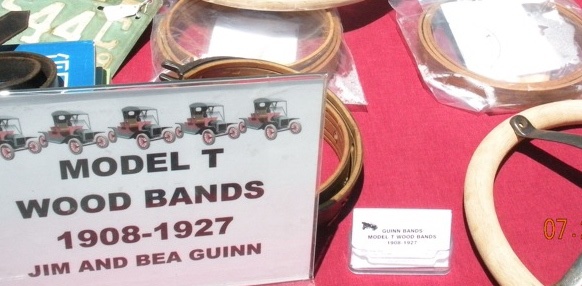 MODEL T
WOOD BANDS
1908-1927
JIM AND BEA GUINN
GUINN BANDS
MODEL T WOOD BANDS
1908-1927
07